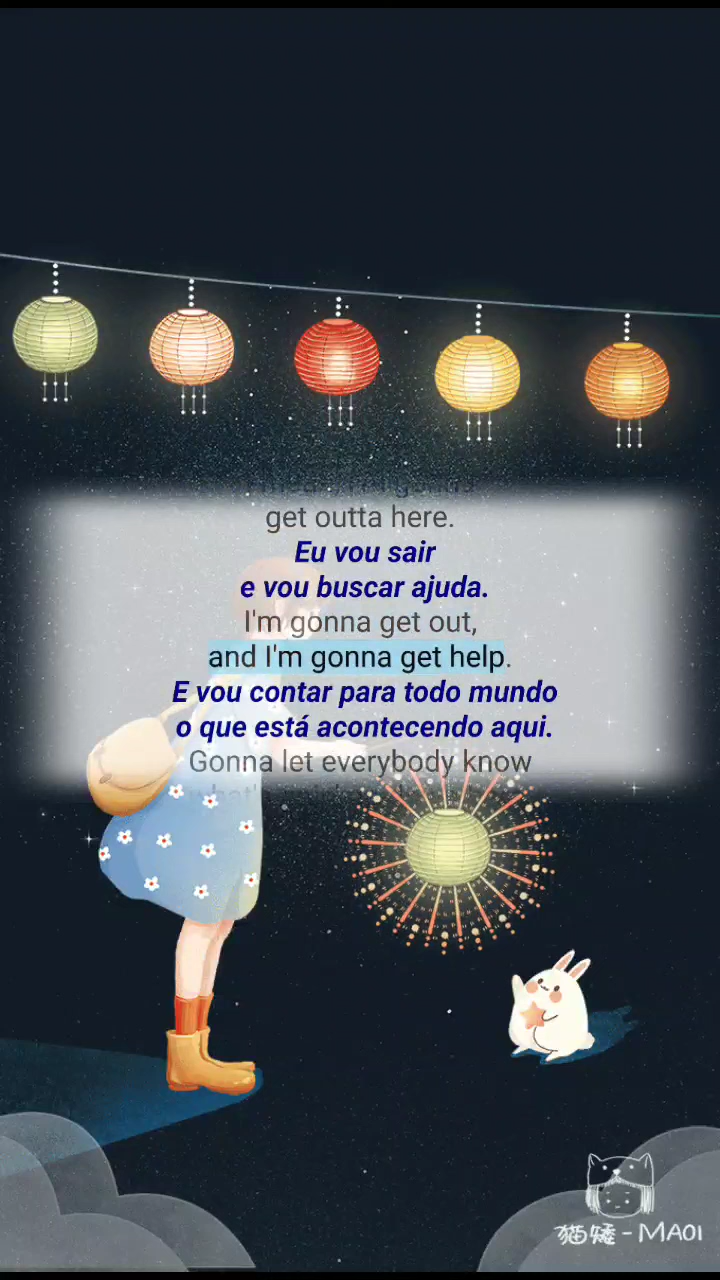 get outta here.
Eu vou sair
e vou buscar ajuda.
I'm gonna get out,
and I'm gonna get help.
E vou contar para todo mundo
o que está acontecendo aqui.
Gonna let everybody know
猫矮-MAOI